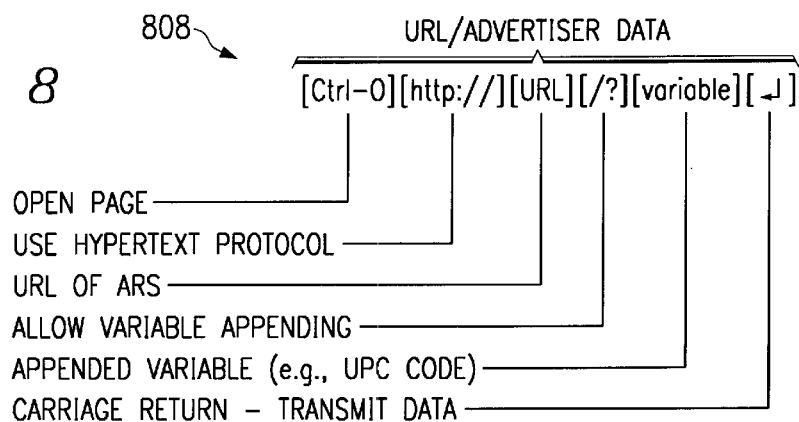 808
URL/ADVERTISER DATA
8
[Ctrl-O][http://][URL][/?][variable][↵]
OPEN PAGE
USE HYPERTEXT PROTOCOL
URL OF ARS
ALLOW VARIABLE APPENDING
APPENDED VARIABLE (e.g., UPC CODE)
CARRIAGE RETURN - TRANSMIT DATA